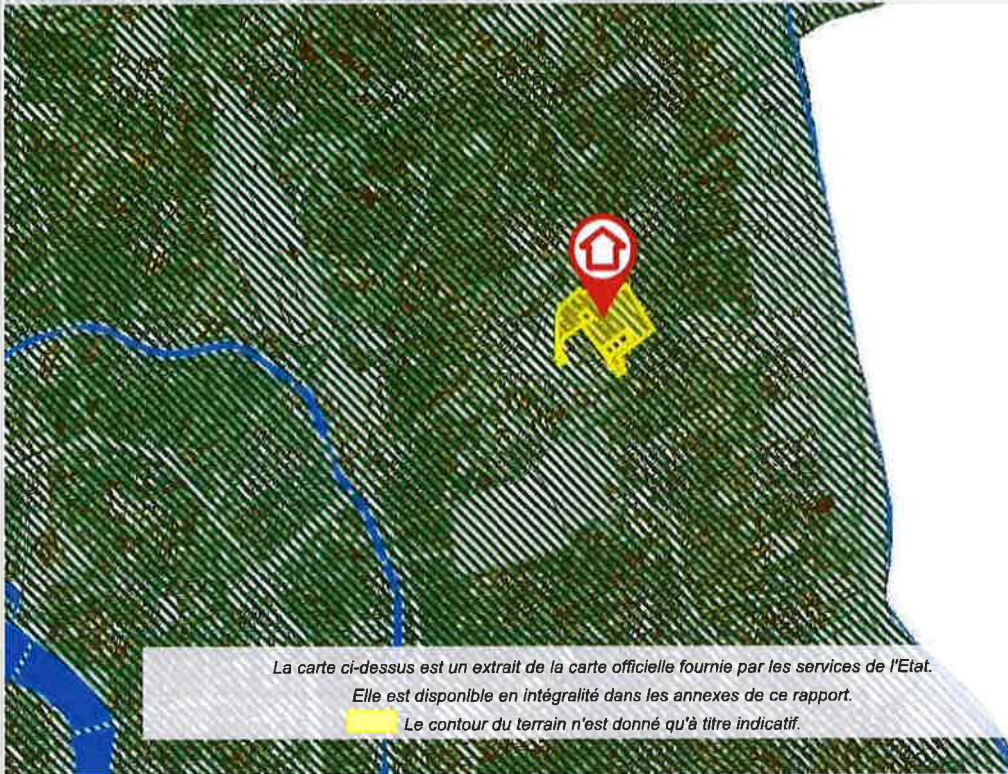 La carte ci-dessus est un extrait de la carte officielle fournie par les services de l'Etat.
Elle est disponible en intégralité dans les annexes de ce rapport.
Le contour du terrain n'est donné qu'à titre indicatif.